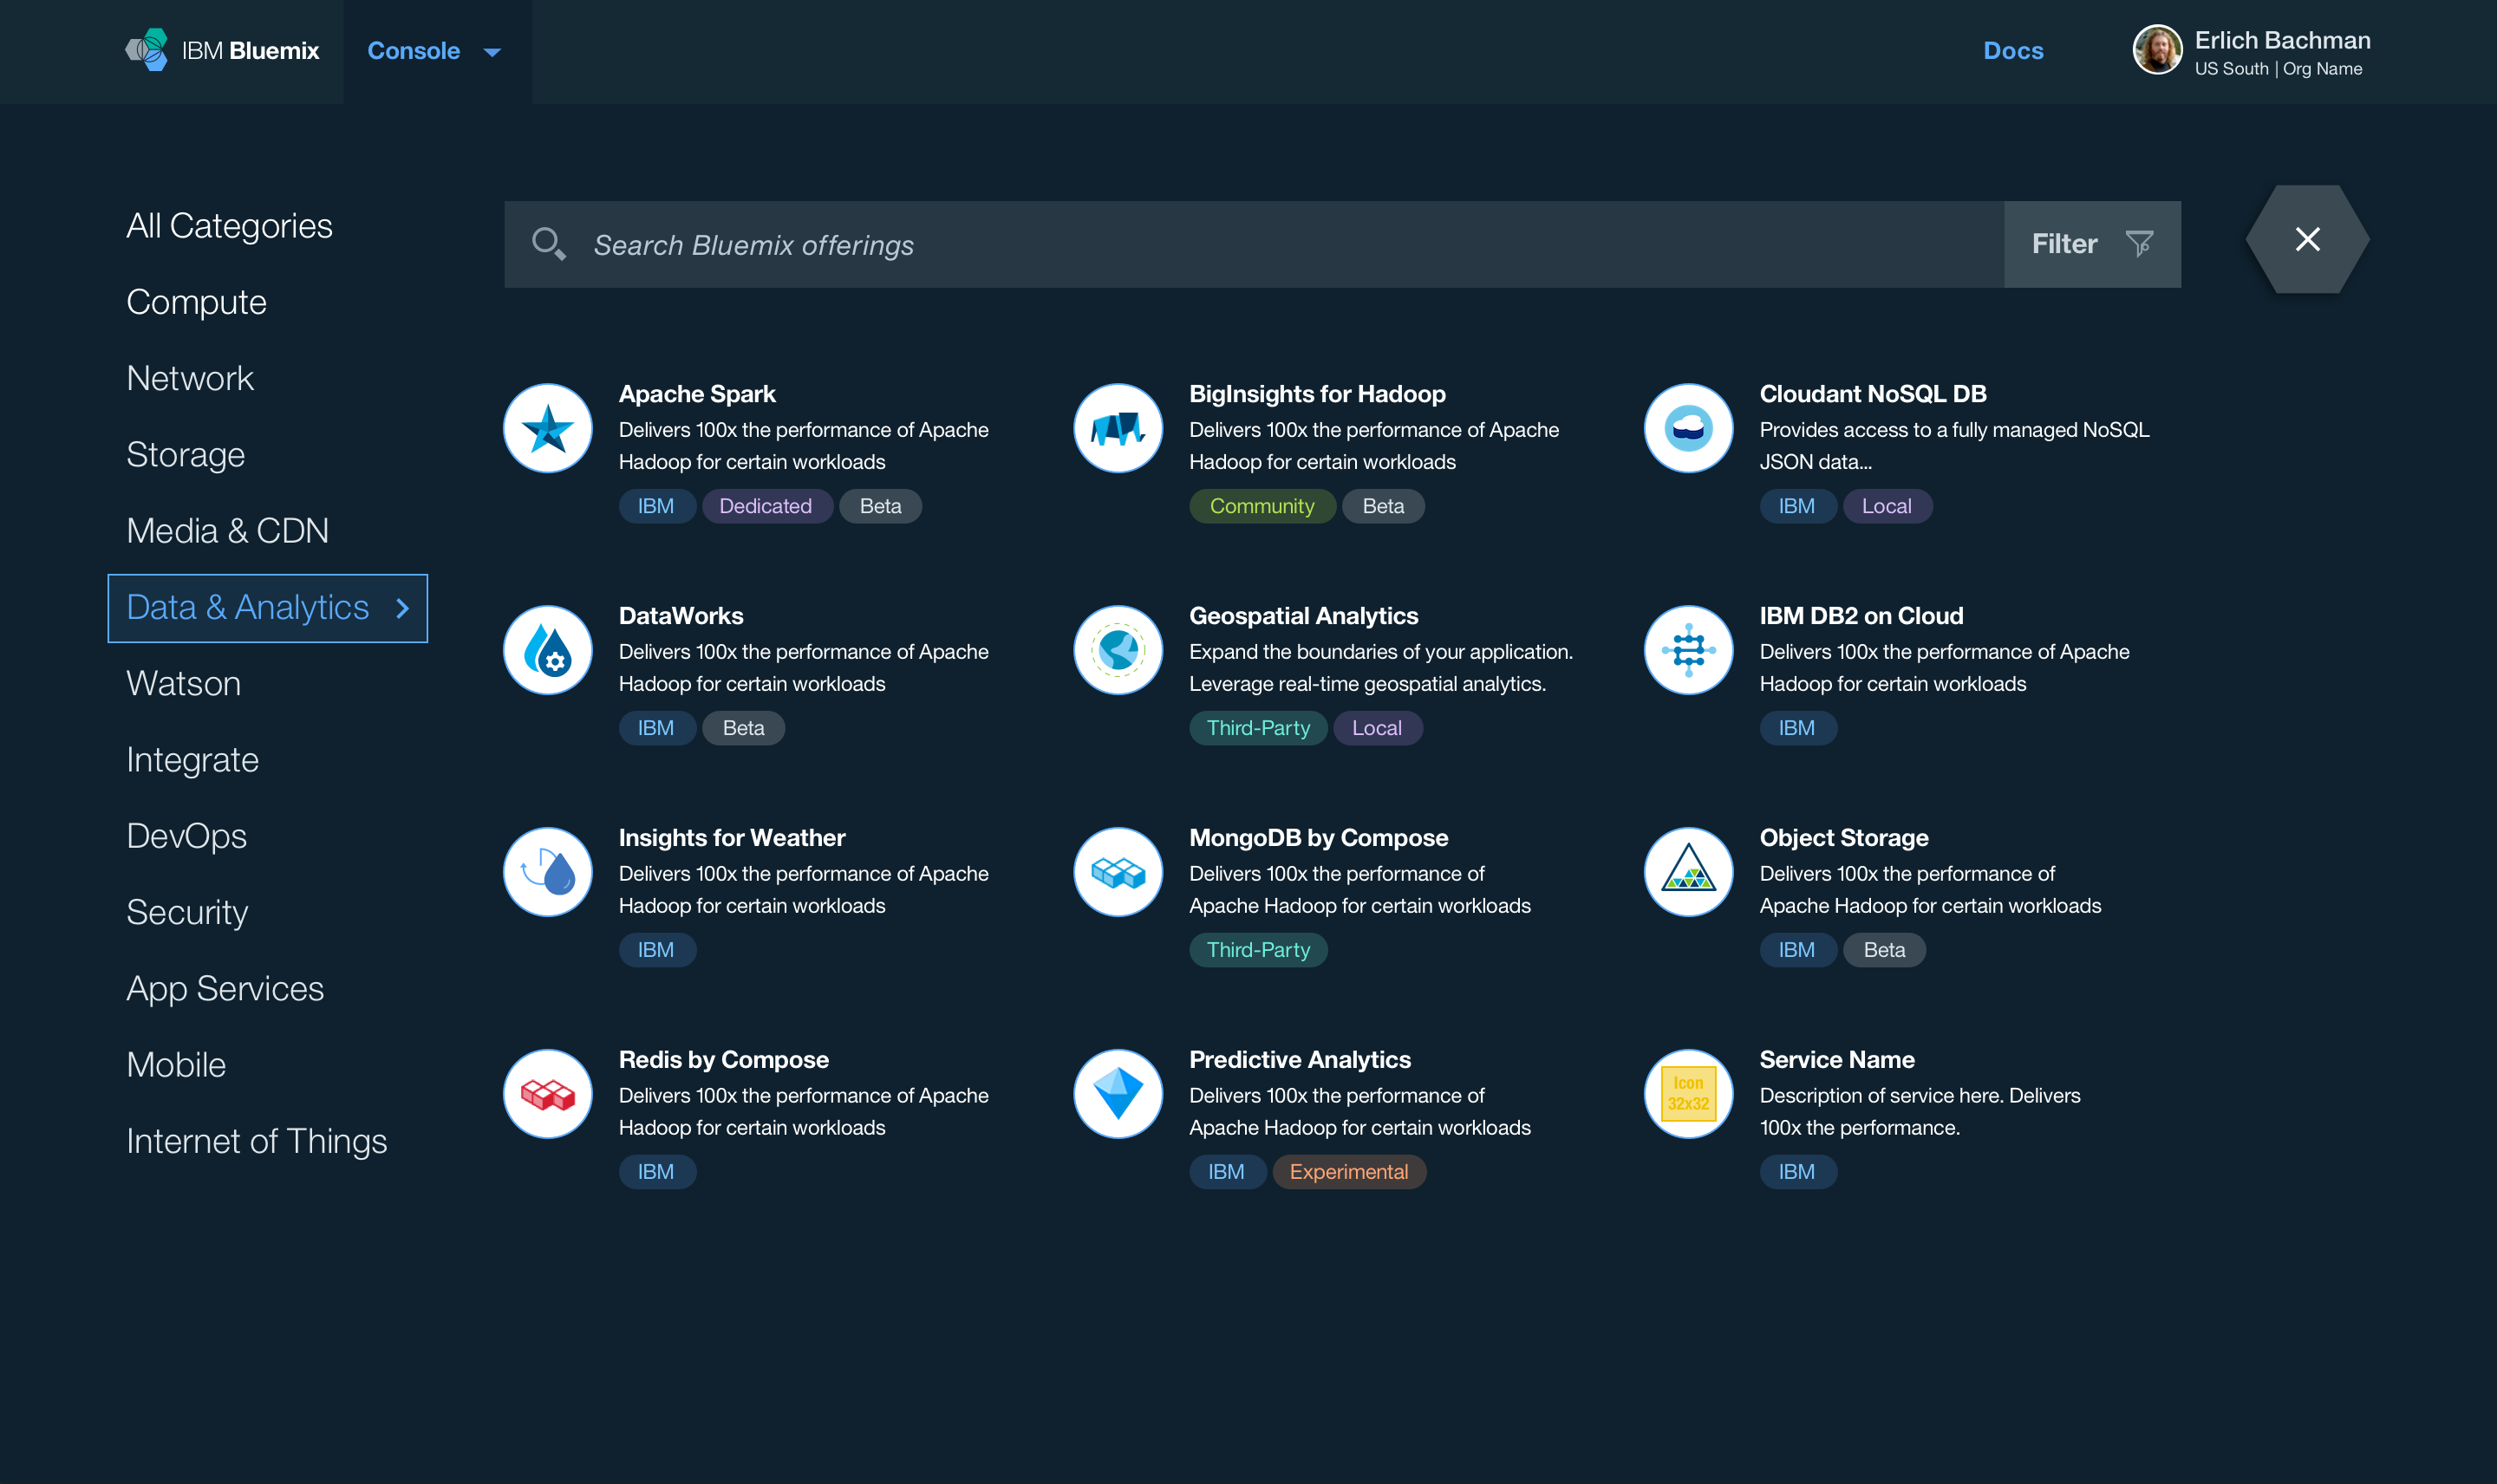 IBM Bluemix
Console
Docs
Erlich Bachman
US South | Org Name
All Categories
Compute
Network
Storage
Media & CDN
Data & Analytics
Watson
Integrate
DevOps
Security
App Services
Mobile
Internet of Things
Search Bluemix offerings
Filter
Apache Spark
Delivers 100x the performance of Apache
Hadoop for certain workloads
IBM Dedicated Beta
BigInsights for Hadoop
Delivers 100x the performance of Apache
Hadoop for certain workloads
Community Beta
Cloudant NoSQL DB
Provides access to a fully managed NoSQL
JSON data...
IBM Local
DataWorks
Delivers 100x the performance of Apache
Hadoop for certain workloads
IBM Beta
Geospatial Analytics
Expand the boundaries of your application.
Leverage real-time geospatial analytics.
Third-Party Local
IBM DB2 on Cloud
Delivers 100x the performance of Apache
Hadoop for certain workloads
IBM
Insights for Weather
Delivers 100x the performance of Apache
Hadoop for certain workloads
IBM
MongoDB by Compose
Delivers 100x the performance of
Apache Hadoop for certain workloads
Third-Party
Object Storage
Delivers 100x the performance of
Apache Hadoop for certain workloads
IBM Beta
Redis by Compose
Delivers 100x the performance of Apache
Hadoop for certain workloads
IBM
Predictive Analytics
Delivers 100x the performance of
Apache Hadoop for certain workloads
IBM Experimental
Icon
32x32
Service Name
Description of service here. Delivers
100x the performance.
IBM